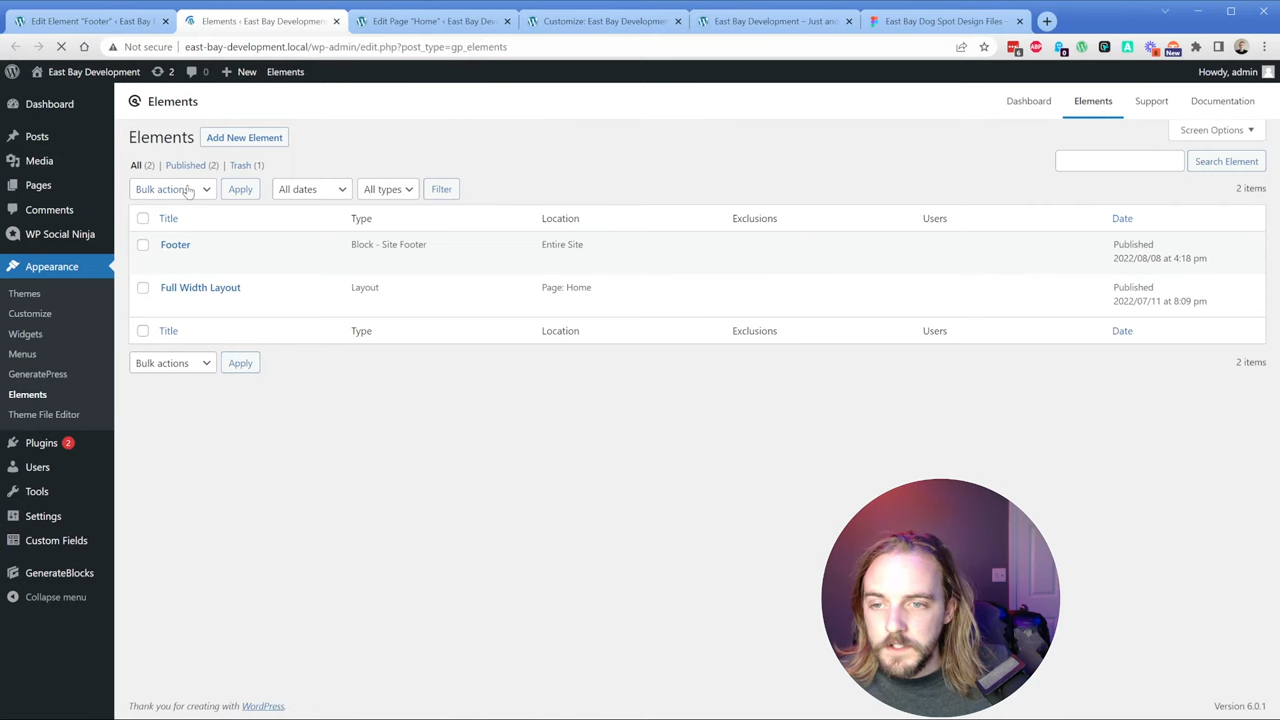 Edit Element "Footer" ‹ East Bay D
Elements ‹ East Bay Developmen
Edit Page "Home" ‹ East Bay Deve
Customize: East Bay Developmen
East Bay Development – Just ano
East Bay Dog Spot Design Files –
Not secure east-bay-development.local/wp-admin/edit.php?post_type=gp_elements
6
ABP
0
New
East Bay Development 2 0 New Elements Howdy, admin
Dashboard
Posts
Media
Pages
Comments
WP Social Ninja
Appearance
Themes
Customize
Widgets
Menus
GeneratePress
Elements
Theme File Editor
Plugins 2
Users
Tools
Settings
Custom Fields
GenerateBlocks
Collapse menu
Elements Dashboard Elements Support Documentation
Screen Options
Elements Add New Element
All (2) | Published (2) | Trash (1)
Search Element
Bulk actions Apply All dates All types Filter 2 items
Title Type Location Exclusions Users Date
Footer Block - Site Footer Entire Site Published
2022/08/08 at 4:18 pm
Full Width Layout Layout Page: Home Published
2022/07/11 at 8:09 pm
Title Type Location Exclusions Users Date
Bulk actions Apply 2 items
Thank you for creating with WordPress. Version 6.0.1